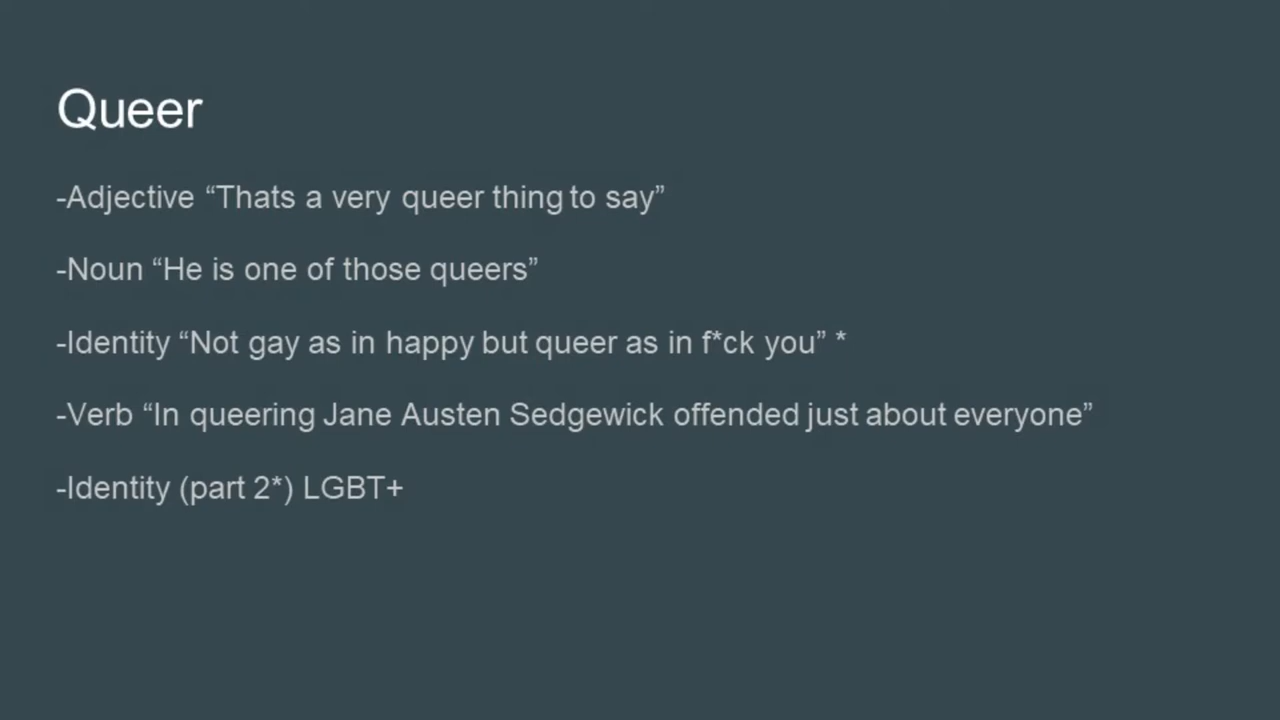 Queer
-Adjective “Thats a very queer thing to say”
-Noun “He is one of those queers”
-Identity “Not gay as in happy but queer as in f*ck you” *
-Verb “In queering Jane Austen Sedgewick offended just about everyone”
-Identity (part 2*) LGBT+